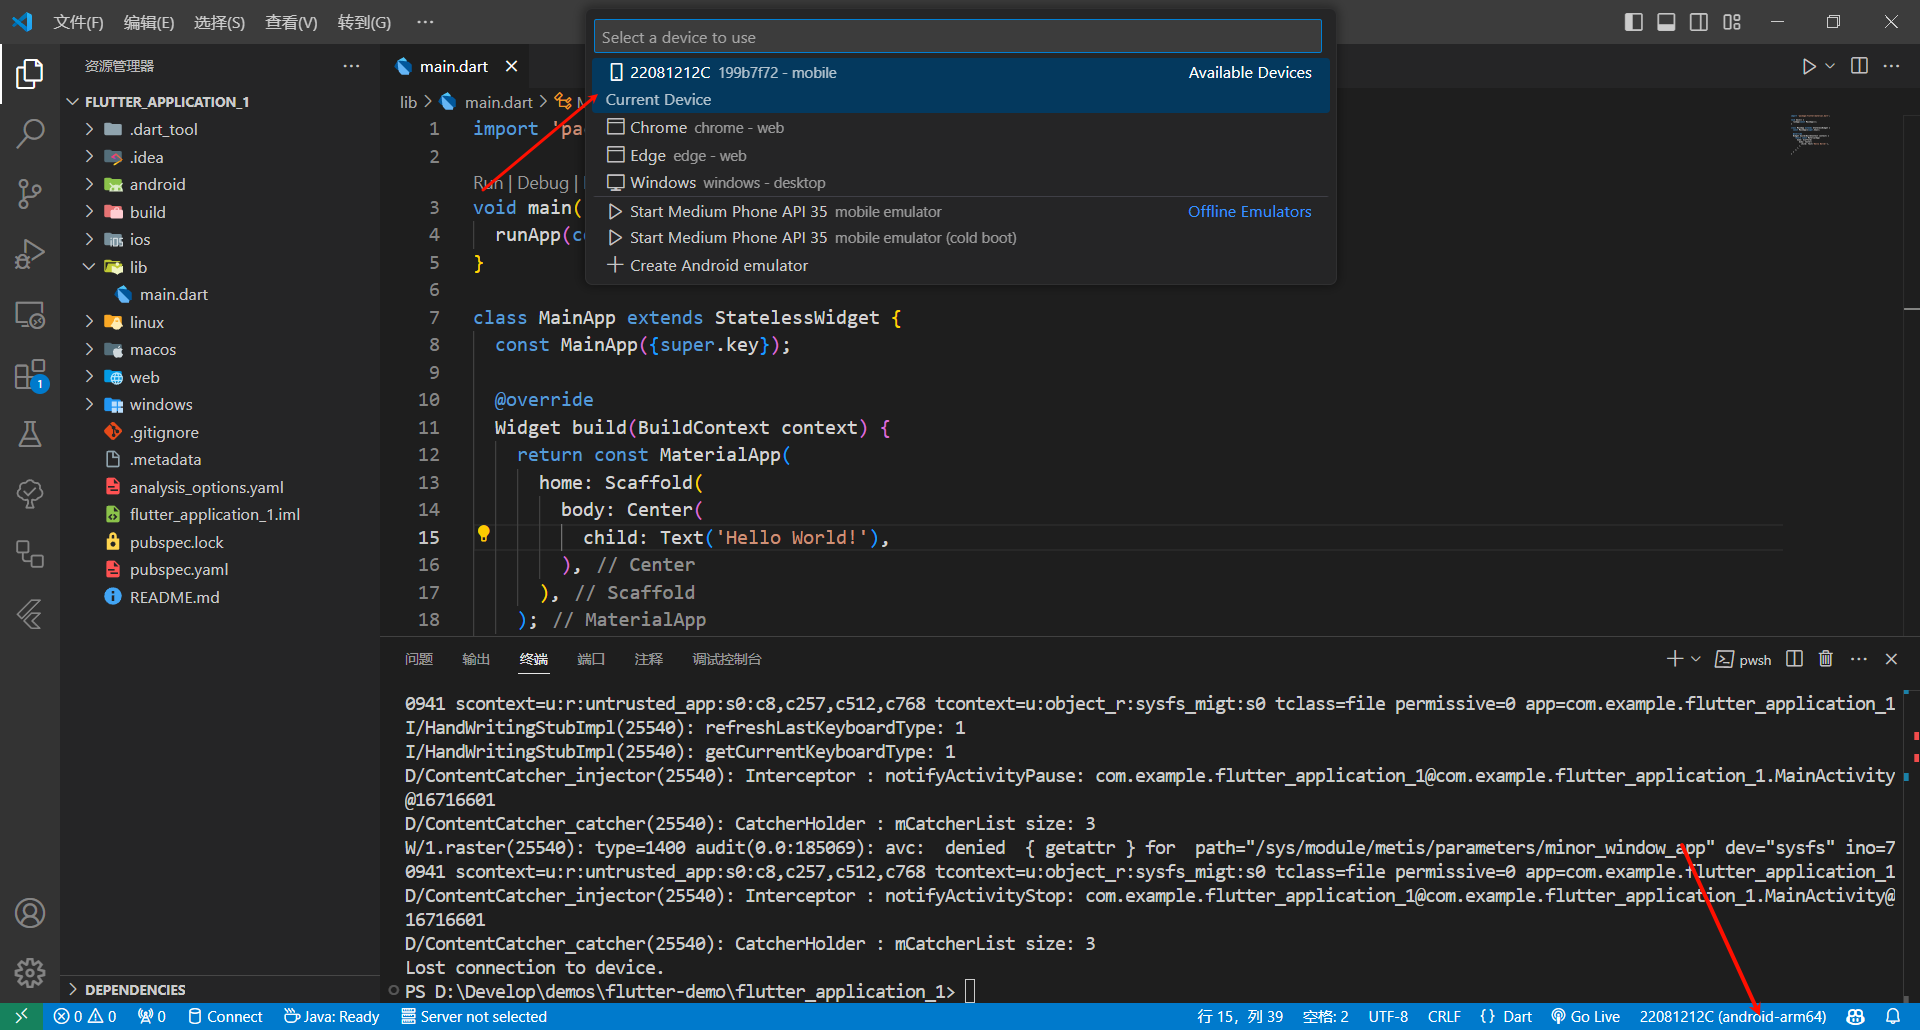 文件(F) 编辑(E) 选择(S) 查看(V) 转到(G) ···
Select a device to use
22081212C 199b7f72 - mobile Available Devices
Current Device
Chrome chrome - web
Edge edge - web
Windows windows - desktop
Start Medium Phone API 35 mobile emulator Offline Emulators
Start Medium Phone API 35 mobile emulator (cold boot)
Create Android emulator
资源管理器
FLUTTER_APPLICATION_1
.dart_tool
.idea
android
build
ios
lib
main.dart
linux
macos
web
windows
.gitignore
.metadata
analysis_options.yaml
flutter_application_1.iml
pubspec.lock
pubspec.yaml
README.md
DEPENDENCIES
1
main.dart
lib > main.dart > M
1 import 'pa
2
Run | Debug |
3 void main(
4 runApp(c
5 }
6
7 class MainApp extends StatelessWidget {
8 const MainApp({super.key});
9
10 @override
11 Widget build(BuildContext context) {
12 return const MaterialApp(
13 home: Scaffold(
14 body: Center(
15 child: Text('Hello World!'),
16 ), // Center
17 ), // Scaffold
18 ); // MaterialApp
问题 输出 终端 端口 注释 调试控制台
pwsh
0941 scontext=u:r:untrusted_app:s0:c8,c257,c512,c768 tcontext=u:object_r:sysfs_migt:s0 tclass=file permissive=0 app=com.example.flutter_application_1
I/HandWritingStubImpl(25540): refreshLastKeyboardType: 1
I/HandWritingStubImpl(25540): getCurrentKeyboardType: 1
D/ContentCatcher_injector(25540): Interceptor : notifyActivityPause: com.example.flutter_application_1@com.example.flutter_application_1.MainActivity
@16716601
D/ContentCatcher_catcher(25540): CatcherHolder : mCatcherList size: 3
W/1.raster(25540): type=1400 audit(0.0:185069): avc:  denied  { getattr } for  path="/sys/module/metis/parameters/minor_window_app" dev="sysfs" ino=7
0941 scontext=u:r:untrusted_app:s0:c8,c257,c512,c768 tcontext=u:object_r:sysfs_migt:s0 tclass=file permissive=0 app=com.example.flutter_application_1
D/ContentCatcher_injector(25540): Interceptor : notifyActivityStop: com.example.flutter_application_1@com.example.flutter_application_1.MainActivity@
16716601
D/ContentCatcher_catcher(25540): CatcherHolder : mCatcherList size: 3
Lost connection to device.
PS D:\Develop\demos\flutter-demo\flutter_application_1>
0 0 0 Connect Java: Ready Server not selected 行 15，列 39 空格: 2 UTF-8 CRLF { } Dart Go Live 22081212C (android-arm64)